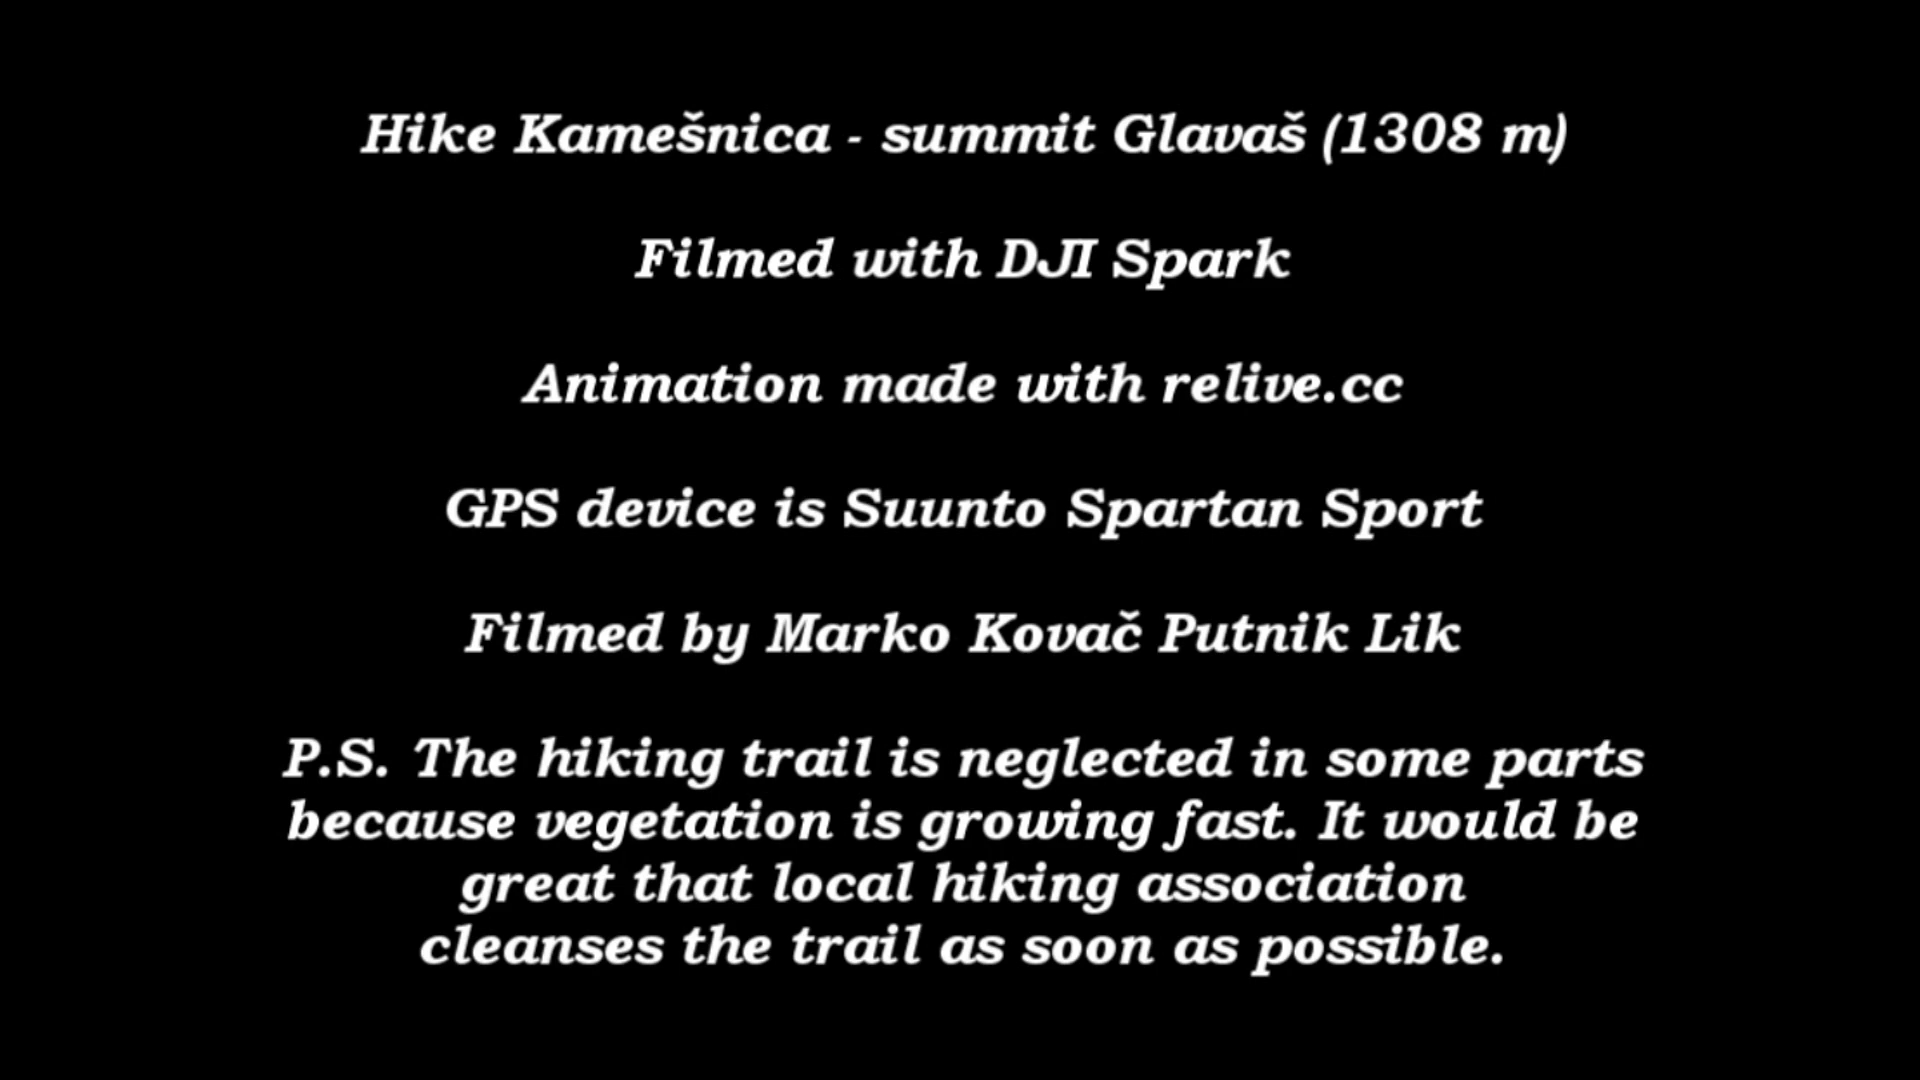 Hike Kamešnica - summit Glavaš (1308 m)
Filmed with DJI Spark
Animation made with relive.cc
GPS device is Suunto Spartan Sport
Filmed by Marko Kovač Putnik Lik
P.S. The hiking trail is neglected in some parts
because vegetation is growing fast. It would be
great that local hiking association
cleanses the trail as soon as possible.